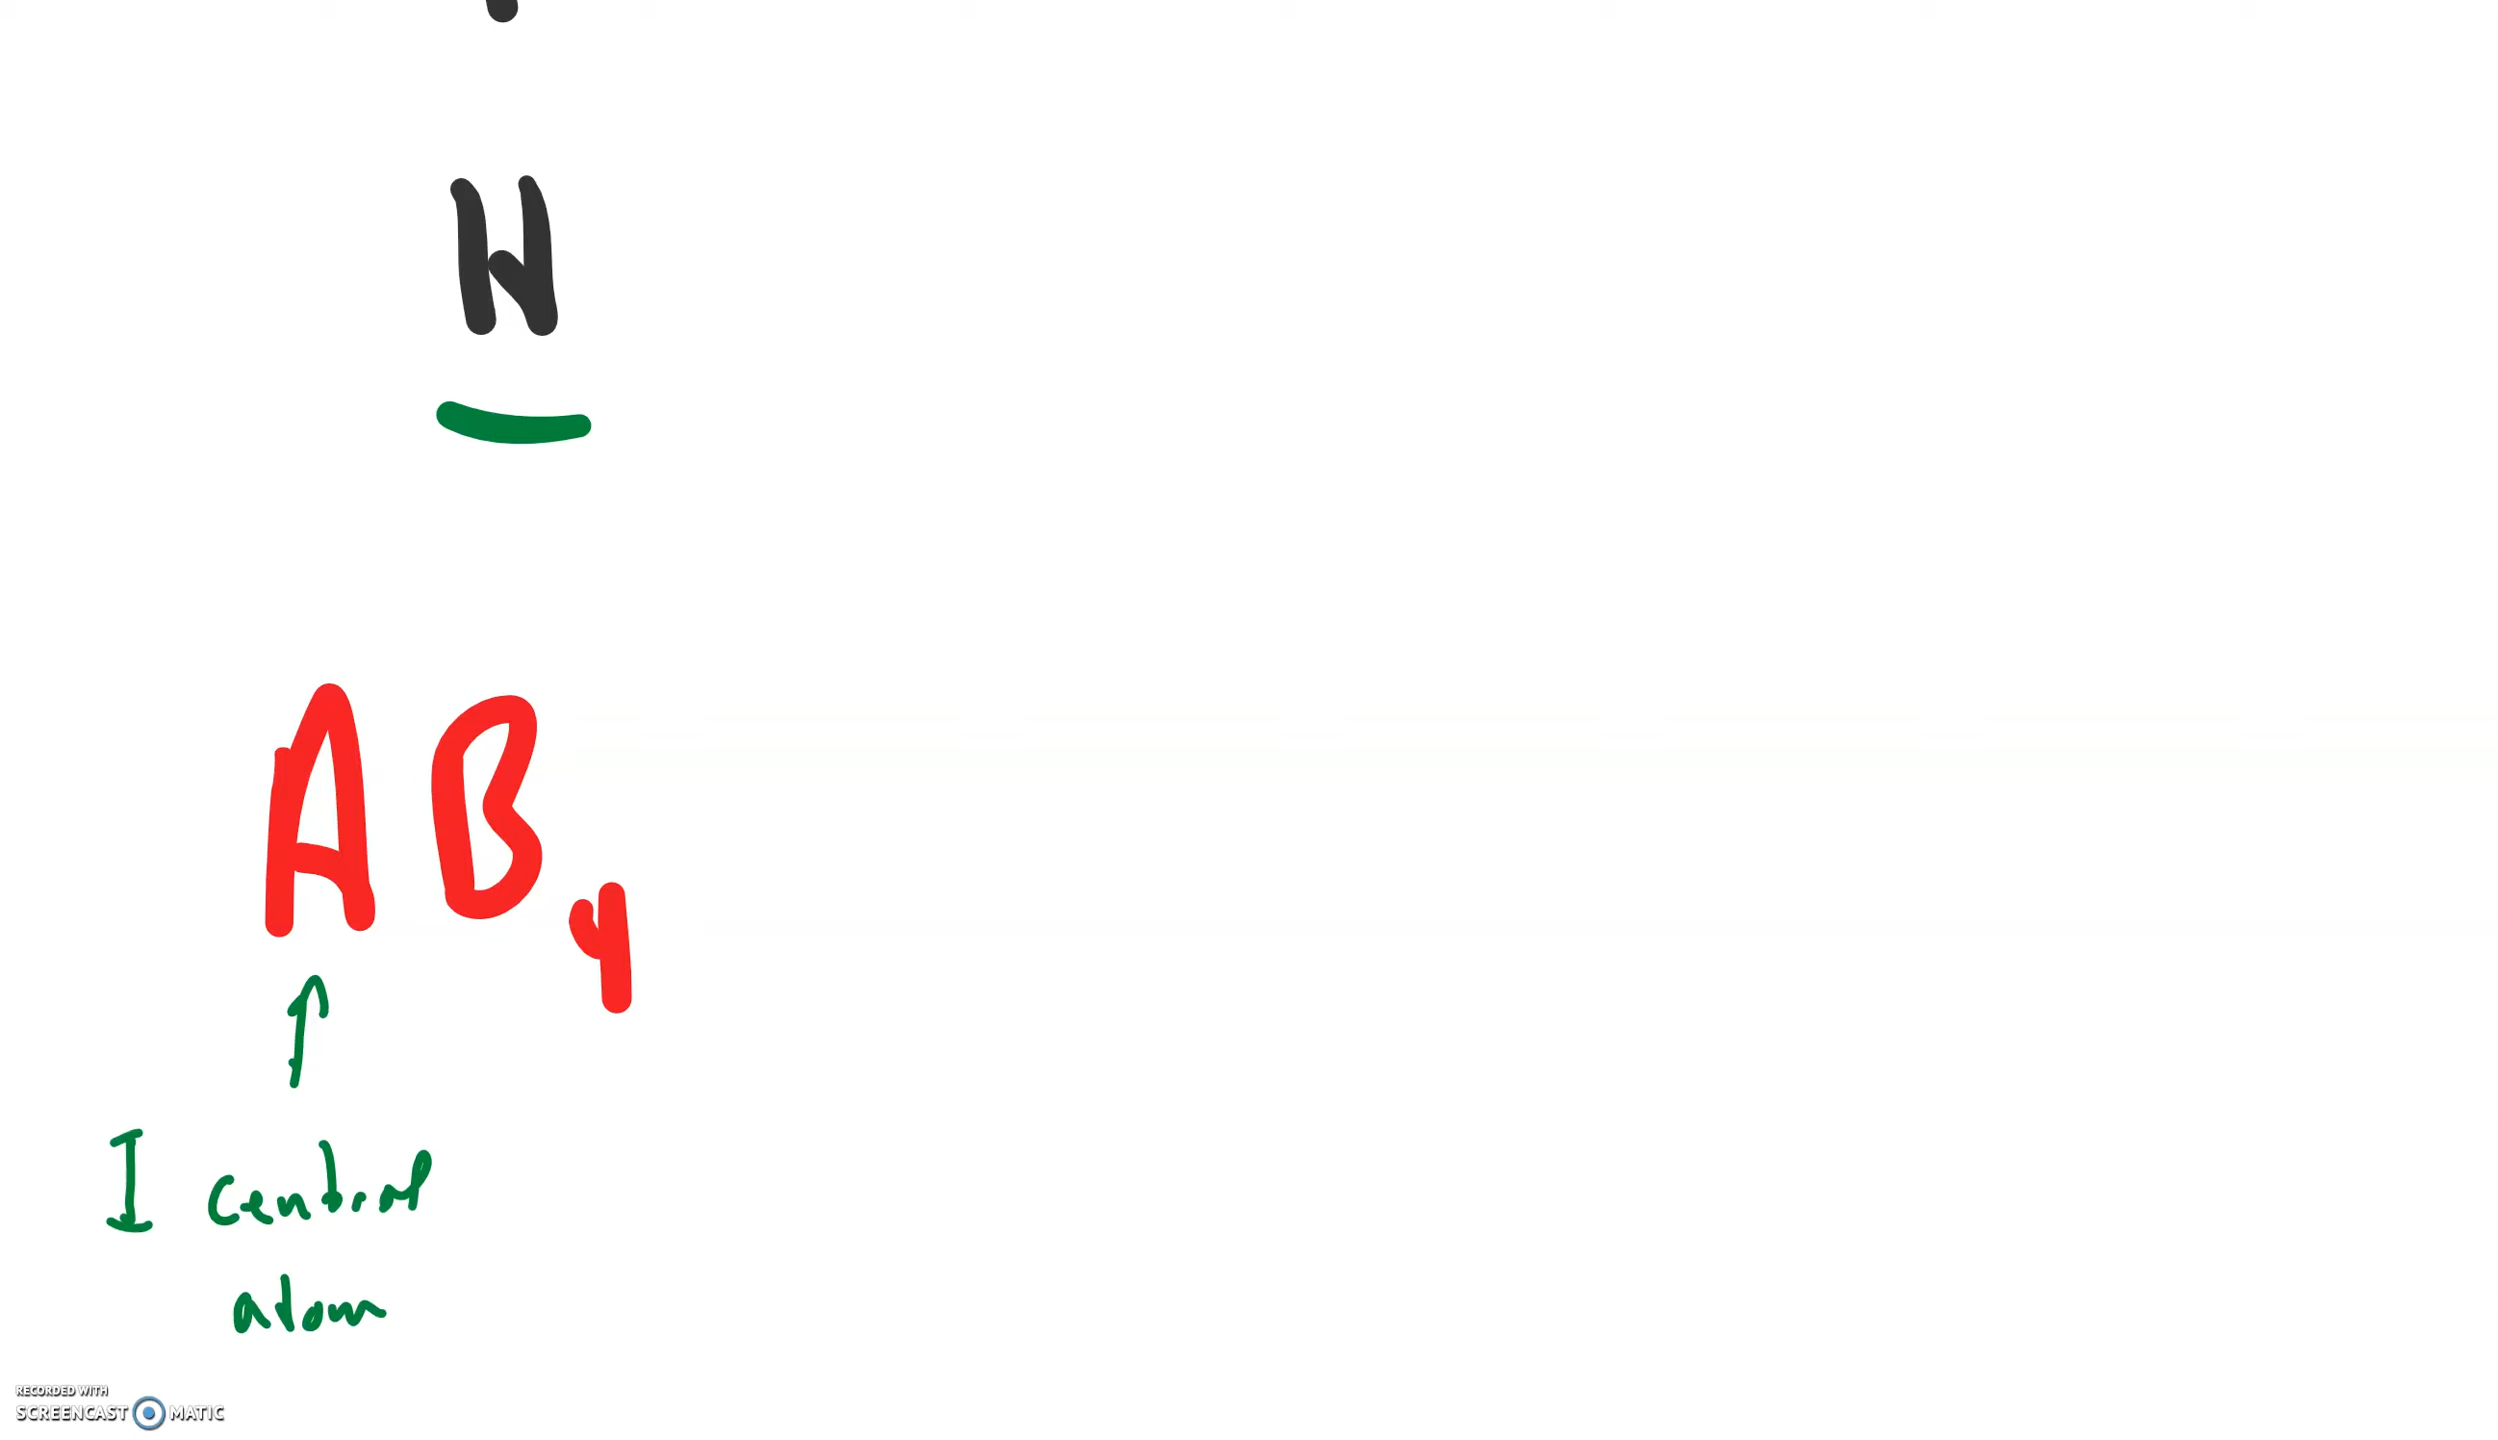 H
AB4
I central
atom
RECORDED WITH
SCREENCAST MATIC